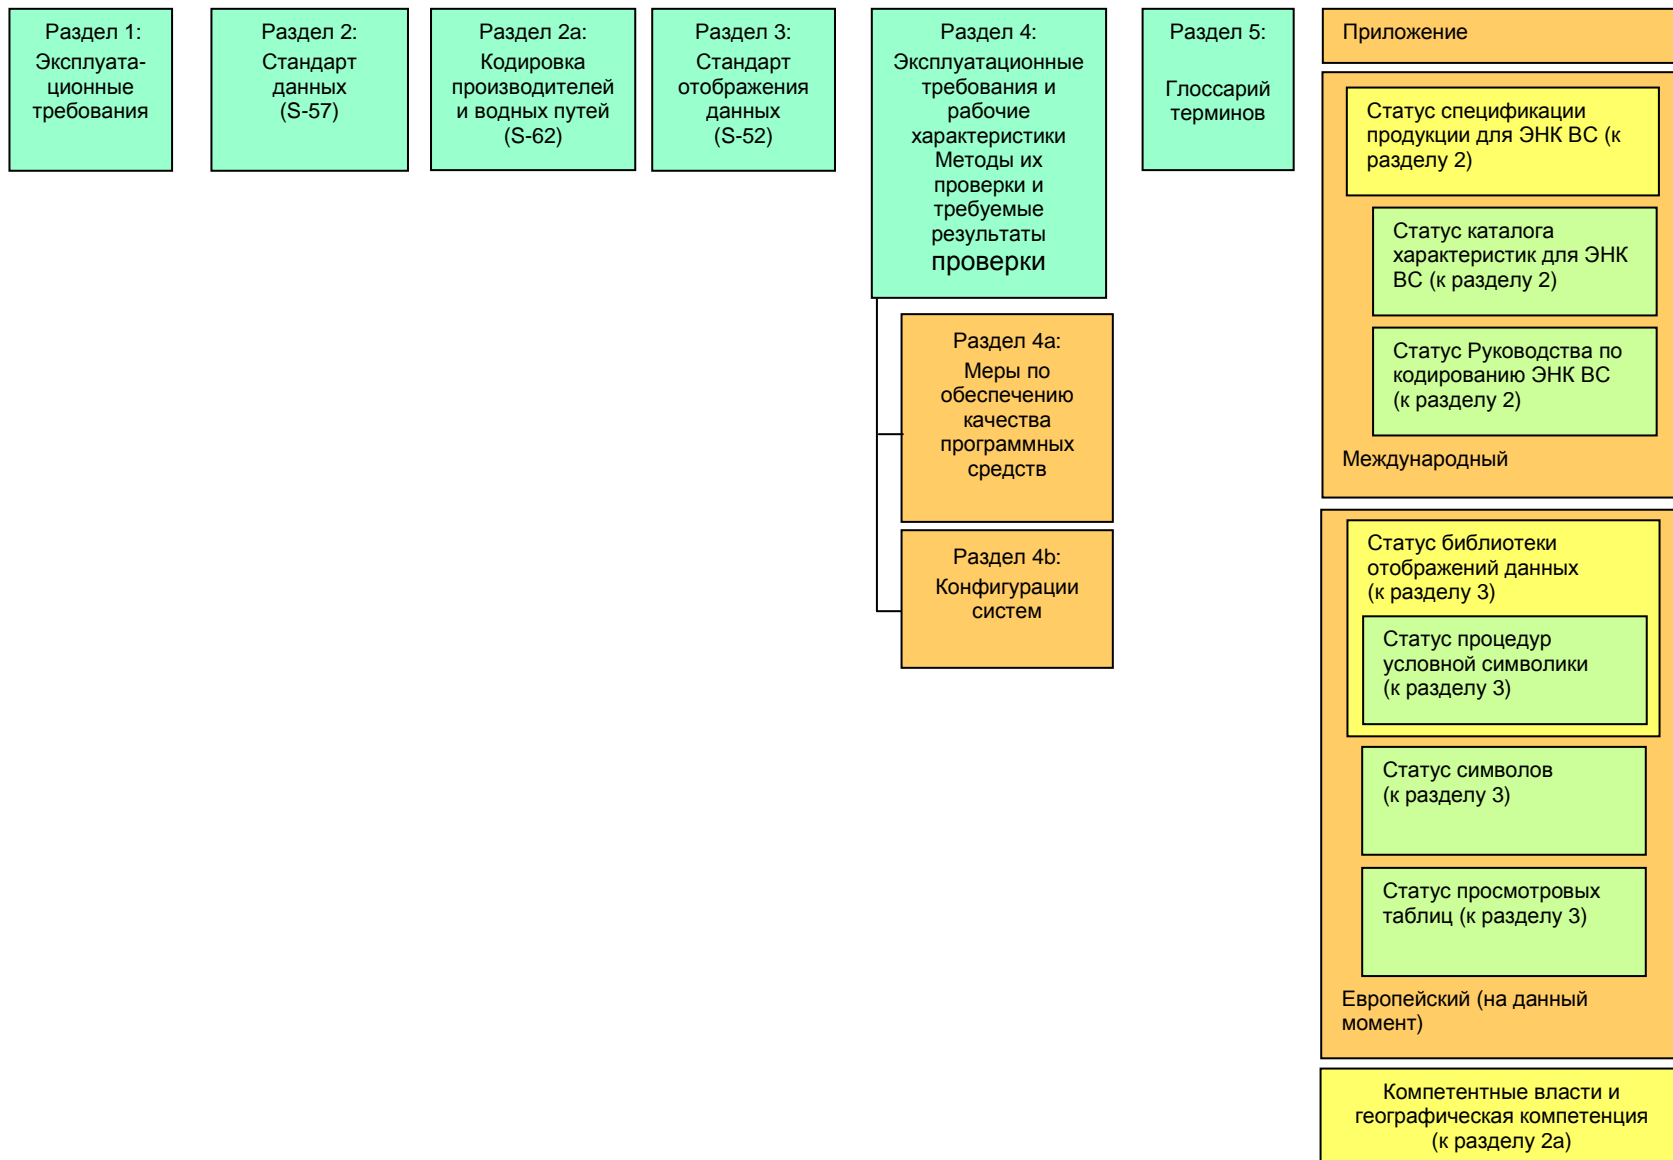 Раздел 1:
Эксплуата-
ционные
требования
Раздел 2:
Стандарт
данных
(S-57)
Раздел 2a:
Кодировка
производителей
и водных путей
(S-62)
Раздел 3:
Стандарт
отображения
данных
(S-52)
Раздел 4:
Эксплуатационные
требования и
рабочие
характеристики
Методы их
проверки и
требуемые
результаты
проверки
Раздел 4a:
Меры по
обеспечению
качества
программных
средств
Раздел 4b:
Конфигурации
систем
Раздел 5:
Глоссарий
терминов
Приложение
Статус спецификации
продукции для ЭНК ВС (к
разделу 2)
Статус каталога
характеристик для ЭНК
ВС (к разделу 2)
Статус Руководства по
кодированию ЭНК ВС
(к разделу 2)
Международный
Статус библиотеки
отображений данных
(к разделу 3)
Статус процедур
условной символики
(к разделу 3)
Статус символов
(к разделу 3)
Статус просмотровых
таблиц (к разделу 3)
Европейский (на данный
момент)
Компетентные власти и
географическая компетенция
(к разделу 2a)